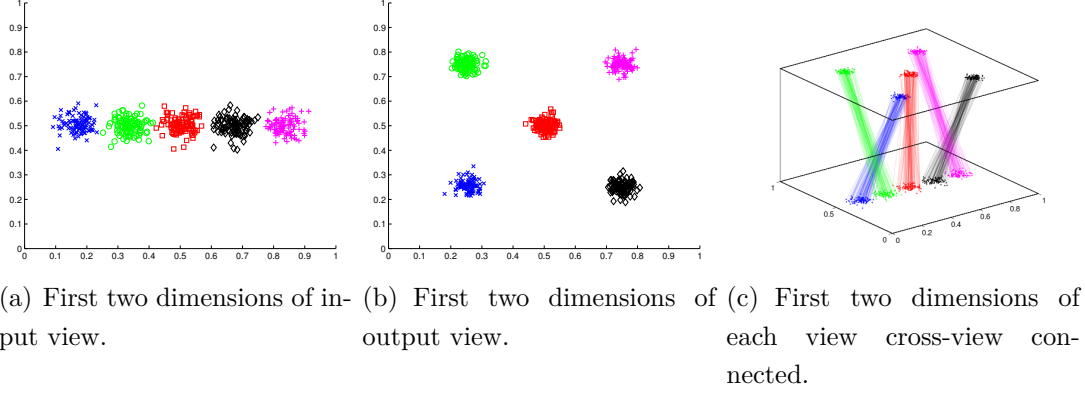 1
0.9
0.8
0.7
0.6
0.5
0.4
0.3
0.2
0.1
0
0 0.1 0.2 0.3 0.4 0.5 0.6 0.7 0.8 0.9 1
1
0.9
0.8
0.7
0.6
0.5
0.4
0.3
0.2
0.1
0
0 0.1 0.2 0.3 0.4 0.5 0.6 0.7 0.8 0.9 1
1
0.5
0
0 0.2 0.4 0.6 0.8 1
(a) First two dimensions of in-
put view.
(b) First two dimensions of
output view.
(c) First two dimensions of
each view cross-view con-
nected.